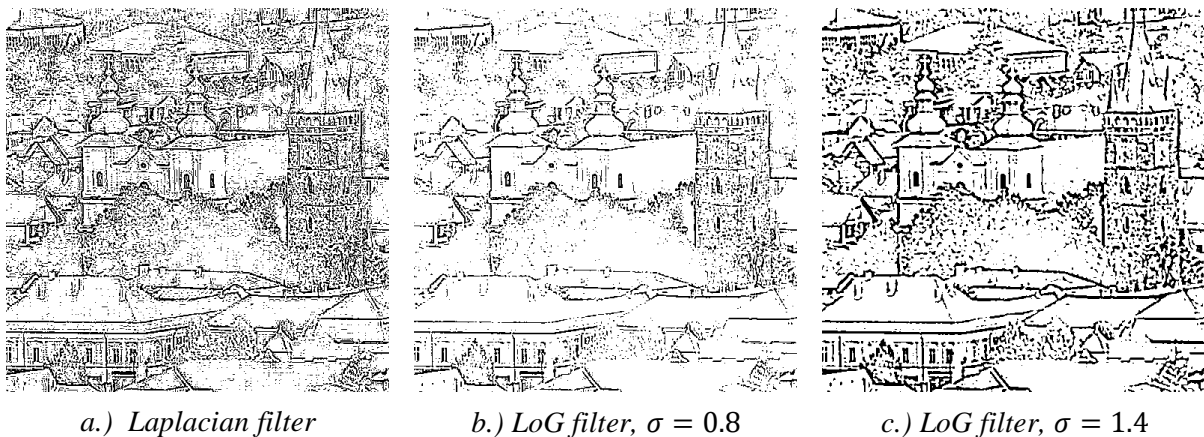 a.) Laplacian filter
b.) LoG filter, σ = 0.8
c.) LoG filter, σ = 1.4